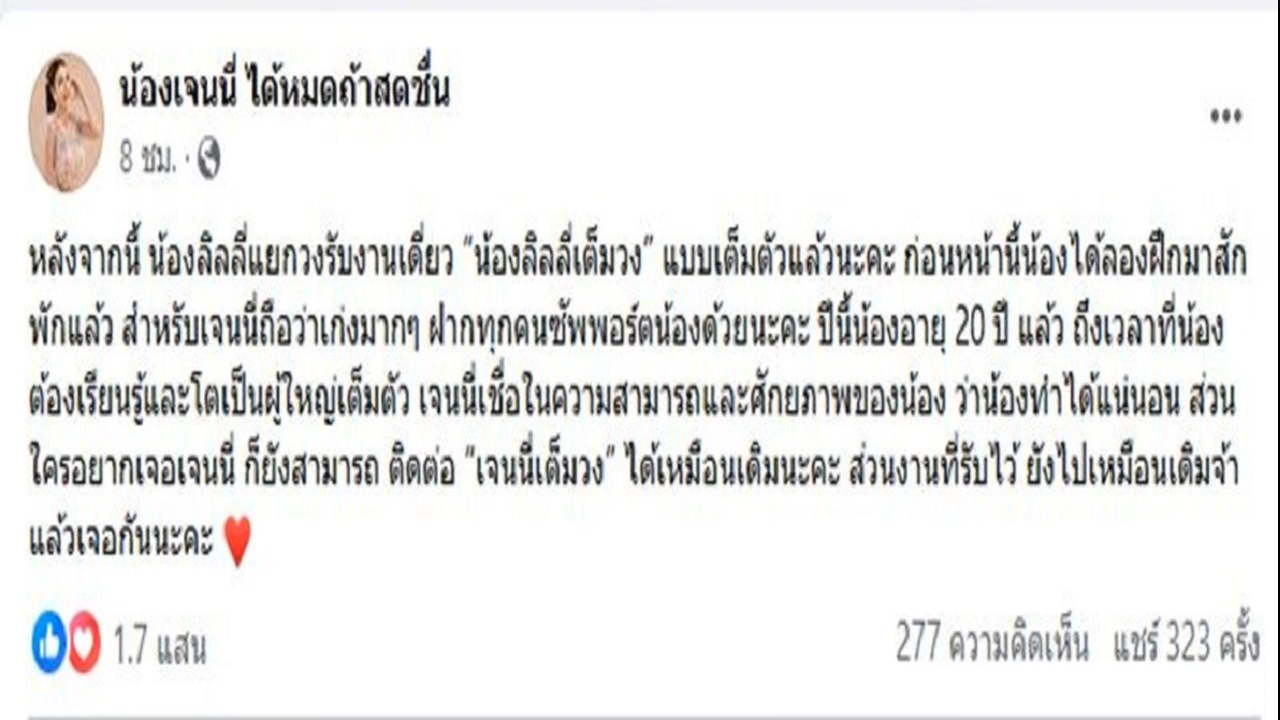 น้องเจนนี่ ได้หมดถ้าสดชื่น
8 ชม. ·
หลังจากนี้ น้องลิลลี่แยกวงรับงานเดี่ยว “น้องลิลลี่เต็มวง” แบบเต็มตัวแล้วนะคะ ก่อนหน้านี้น้องได้ลองฝึกมาสัก
พักแล้ว สำหรับเจนนี่ถือว่าเก่งมากๆ ฝากทุกคนซัพพอร์ตน้องด้วยนะคะ ปีนี้น้องอายุ 20 ปี แล้ว ถึงเวลาที่น้อง
ต้องเรียนรู้และโตเป็นผู้ใหญ่เต็มตัว เจนนี่เชื่อในความสามารถและศักยภาพของน้อง ว่าน้องทำได้แน่นอน ส่วน
ใครอยากเจอเจนนี่ ก็ยังสามารถ ติดต่อ “เจนนี่เต็มวง” ได้เหมือนเดิมนะคะ ส่วนงานที่รับไว้ ยังไปเหมือนเดิมจ้า
แล้วเจอกันนะคะ ♥️
1.7 แสน
277 ความคิดเห็น แชร์ 323 ครั้ง